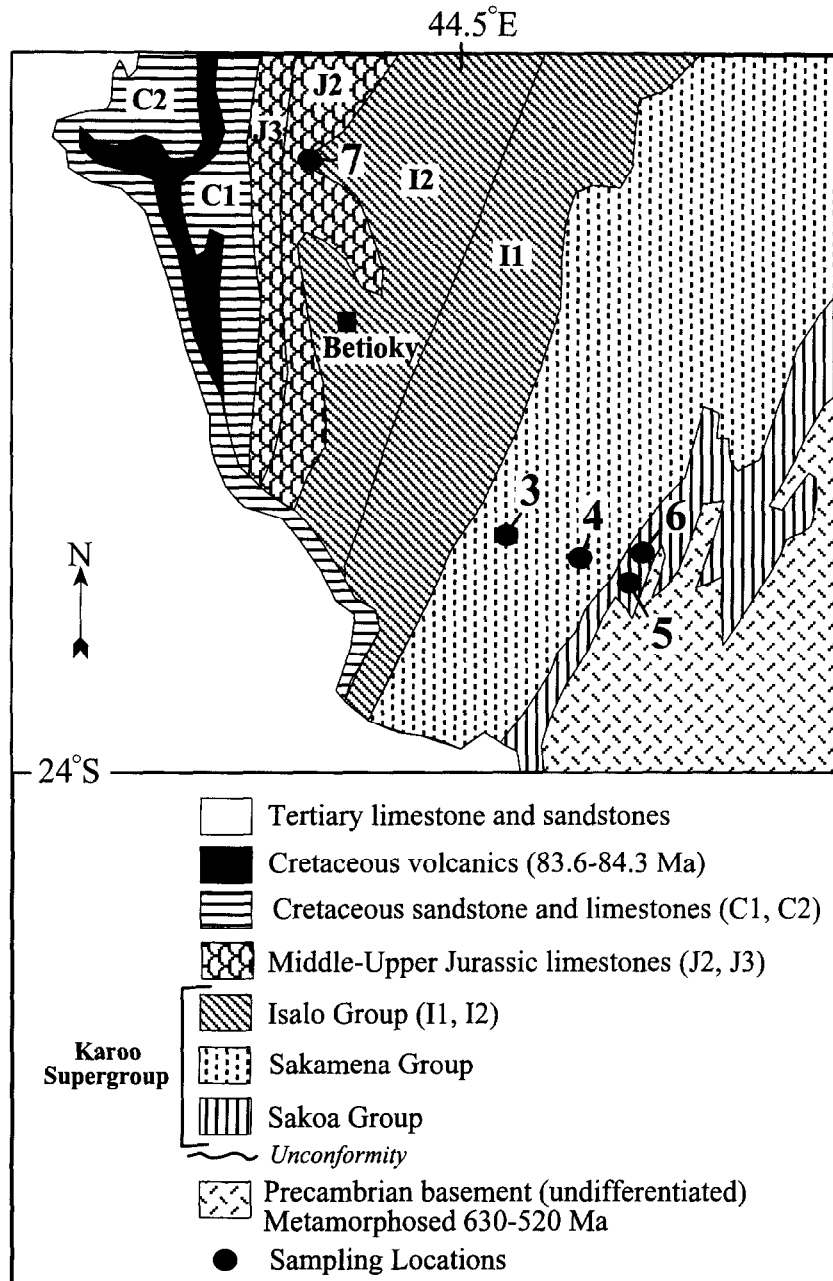 44.5°E
C2
J2
J3
7
I2
C1
I1
Betioky
3
4
6
N
5
24°S
Tertiary limestone and sandstones
Cretaceous volcanics (83.6-84.3 Ma)
Cretaceous sandstone and limestones (C1, C2)
Middle-Upper Jurassic limestones (J2, J3)
Isalo Group (I1, I2)
Karoo
Supergroup
Sakamena Group
Sakoa Group
Unconformity
Precambrian basement (undifferentiated)
Metamorphosed 630-520 Ma
Sampling Locations